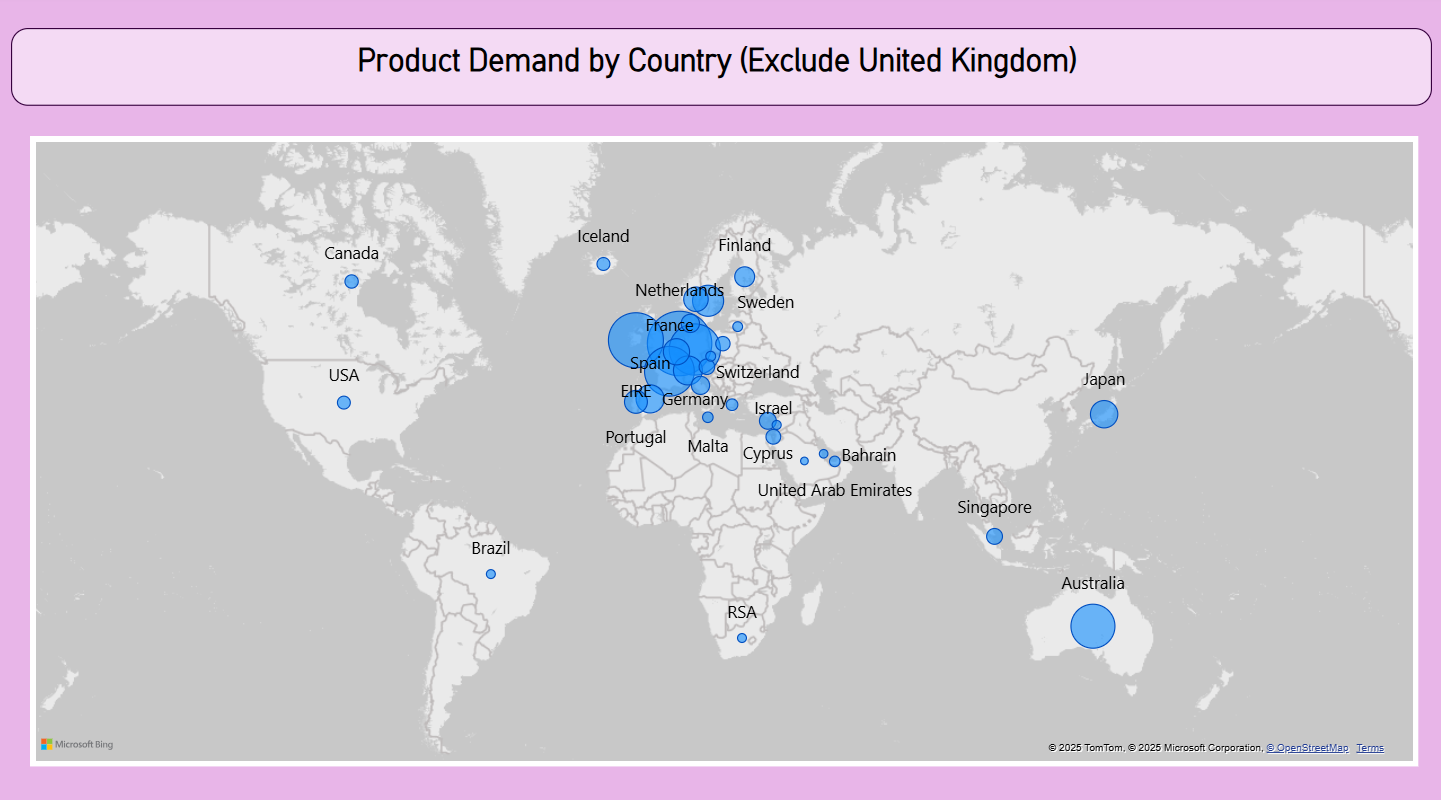 Product Demand by Country (Exclude United Kingdom)
Iceland
Finland
Canada
Netherlands
Sweden
France
Spain
Switzerland
USA
Japan
EIRE
Germany
Israel
Portugal
Malta
Cyprus
Bahrain
United Arab Emirates
Singapore
Brazil
Australia
RSA
Microsoft Bing
© 2025 TomTom, © 2025 Microsoft Corporation, © OpenStreetMap Terms